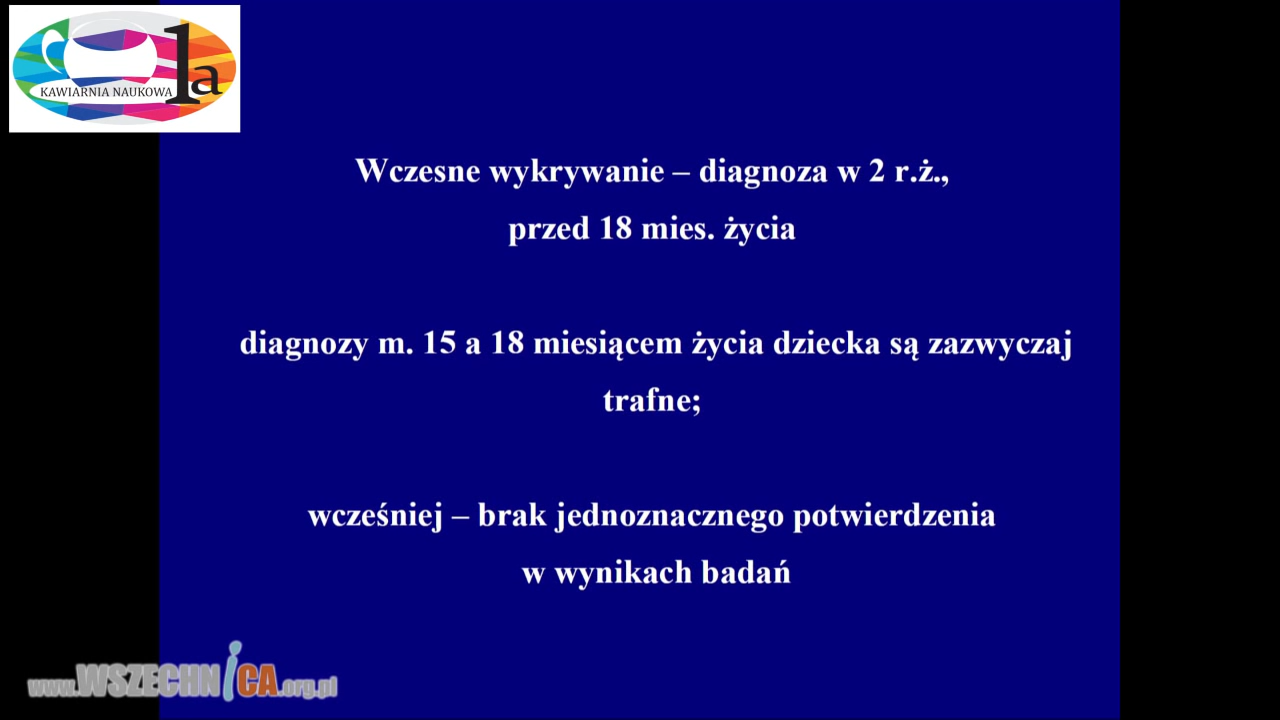 KAWIARNIA NAUKOWA
1a
Wczesne wykrywanie – diagnoza w 2 r.ż.,
przed 18 mies. życia
diagnozy m. 15 a 18 miesiącem życia dziecka są zazwyczaj
trafne;
wcześniej – brak jednoznacznego potwierdzenia
w wynikach badań
www.WSZECHNiCA.org.pl